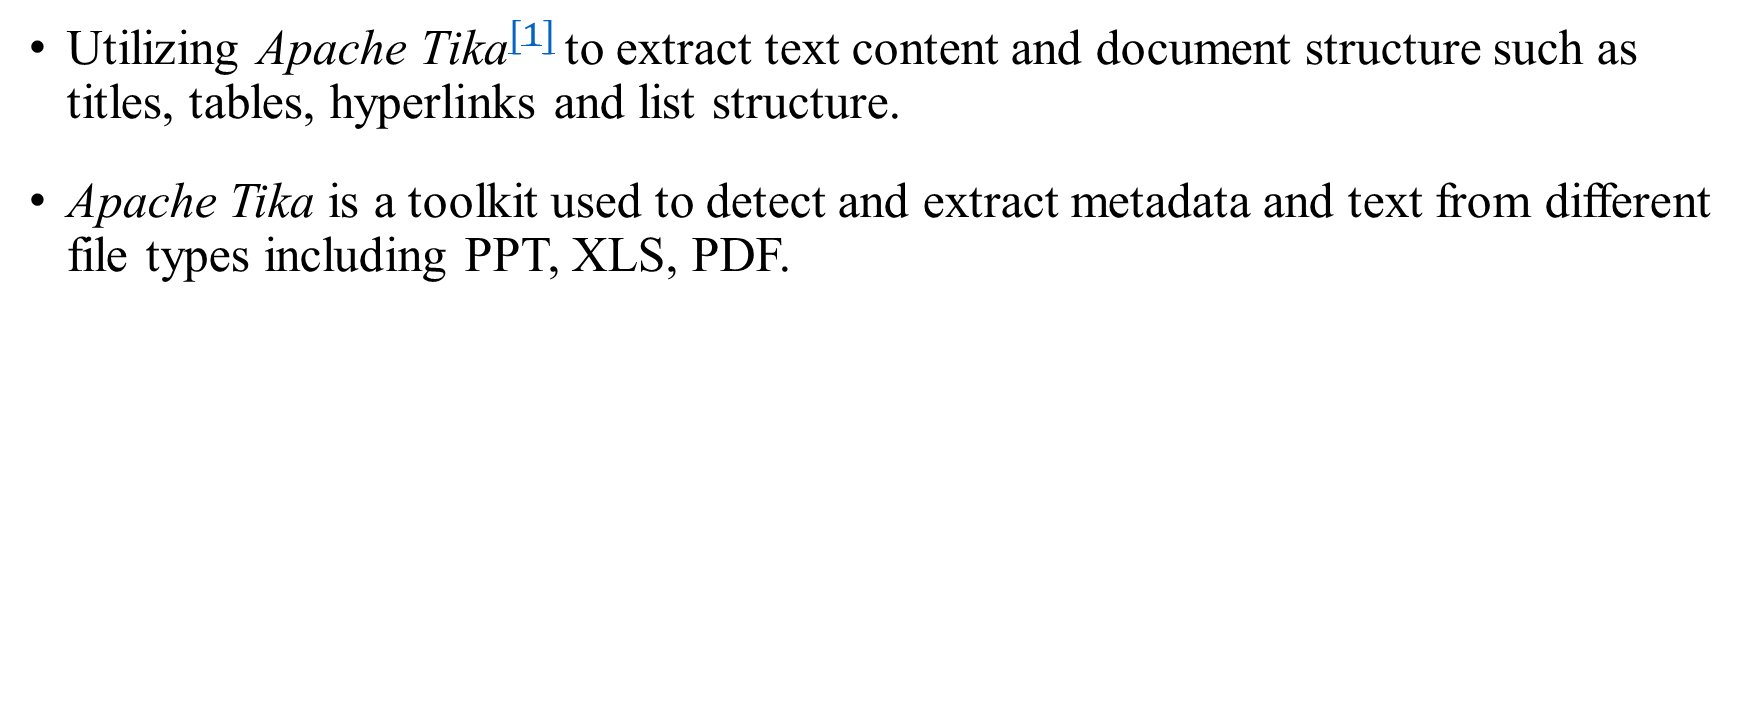 • Utilizing Apache Tika[1] to extract text content and document structure such as
titles, tables, hyperlinks and list structure.
• Apache Tika is a toolkit used to detect and extract metadata and text from different
file types including PPT, XLS, PDF.